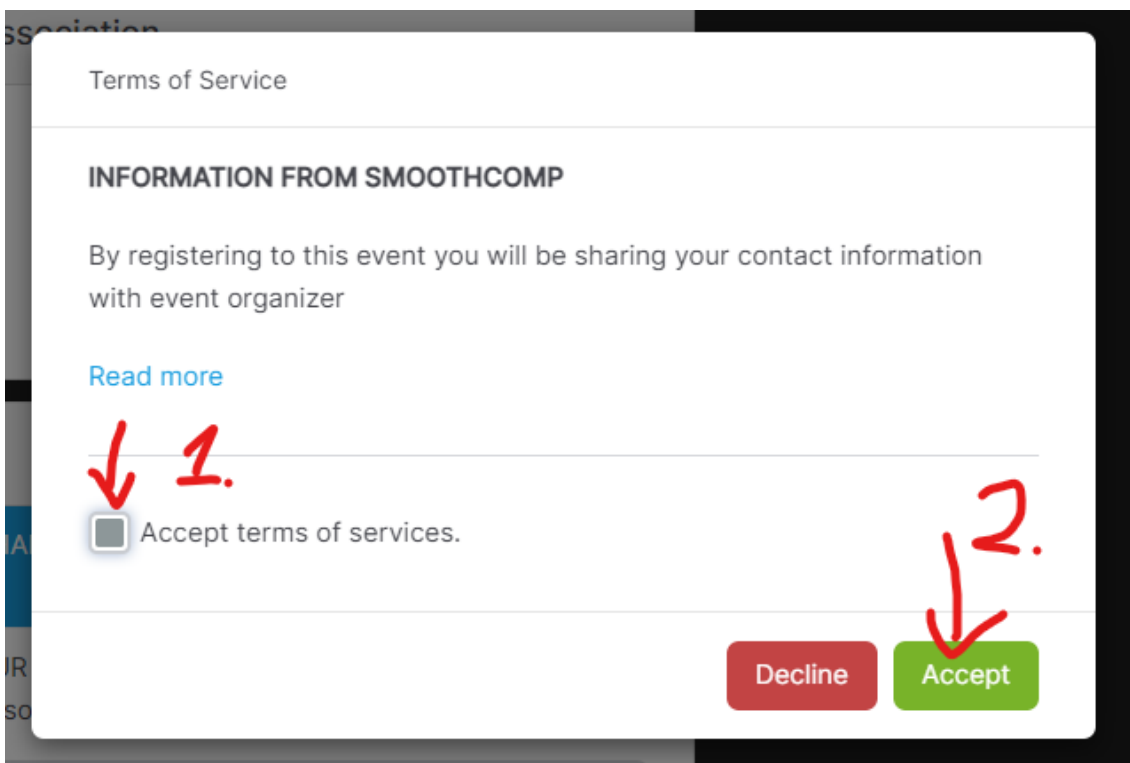 ssociation
Terms of Service
INFORMATION FROM SMOOTHCOMP
By registering to this event you will be sharing your contact information
with event organizer
Read more
1.
Accept terms of services.
2.
Decline
Accept